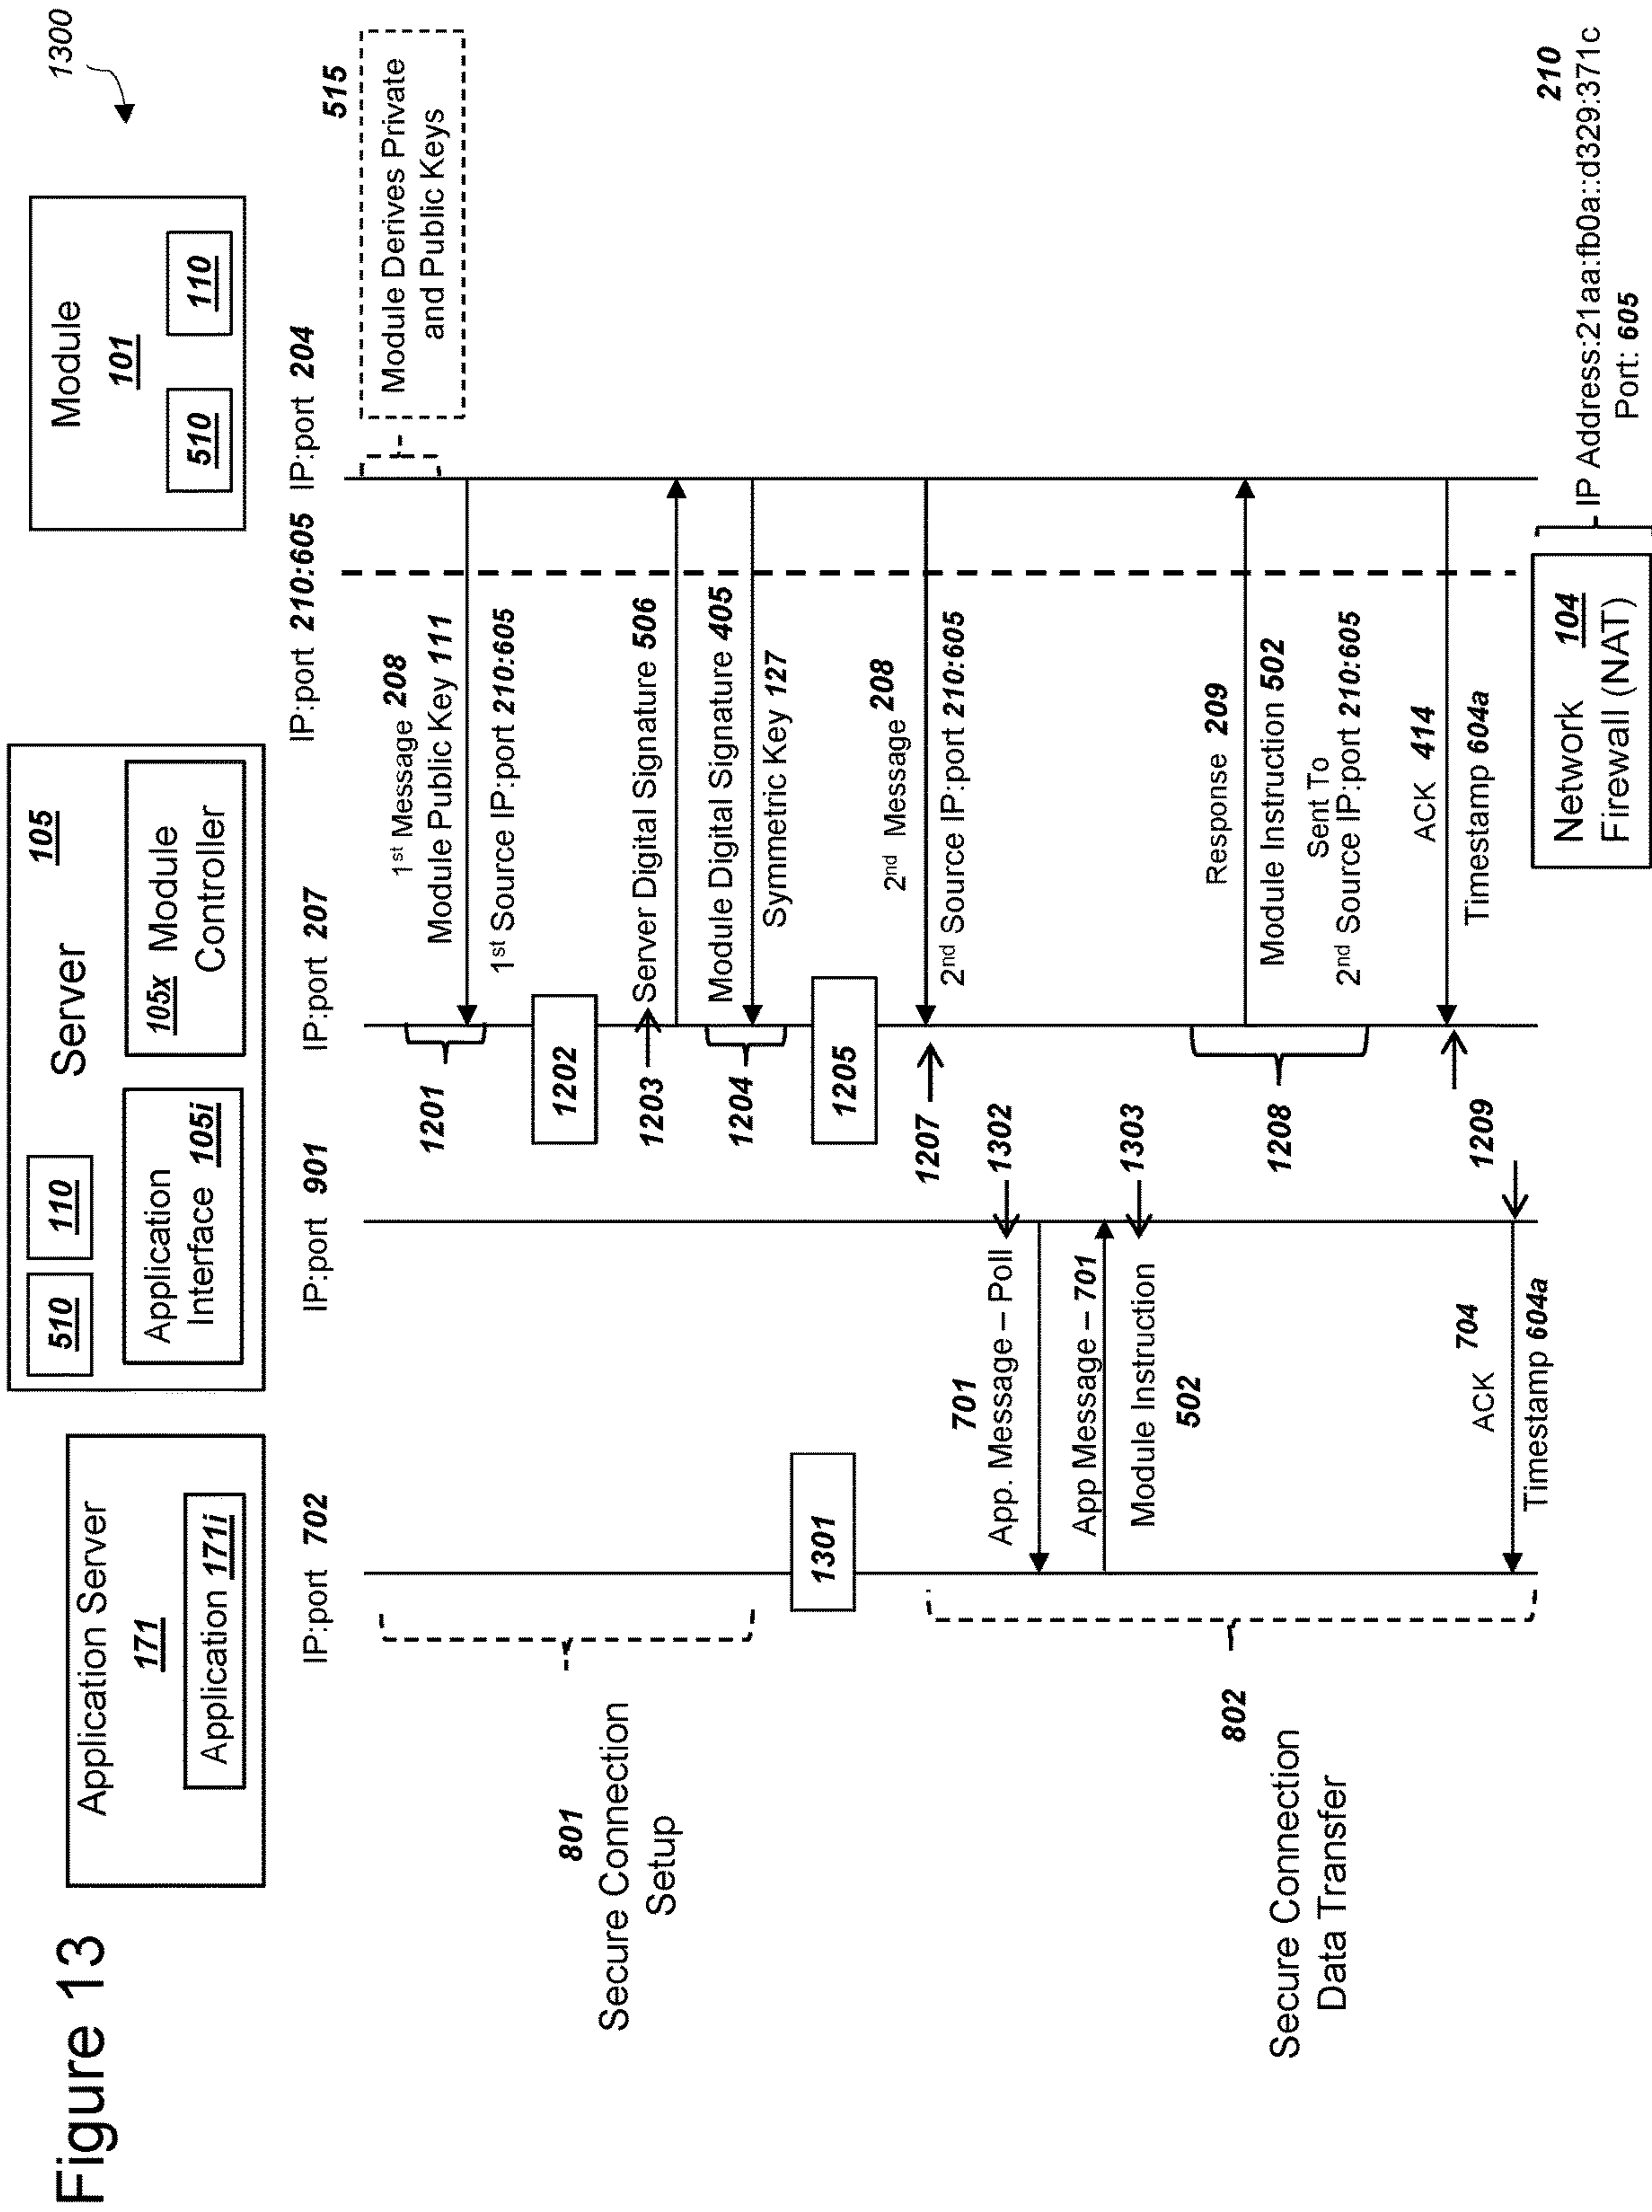 Figure 13
1300
Application Server
171
Application 171i
510
110
Server
105
Application
Interface 105i
105x Module
Controller
Module
101
510
110
IP:port 702
IP:port 901
IP:port 207
IP:port 210:605
IP:port 204
515
Module Derives Private
and Public Keys
801
Secure Connection
Setup
1201
1st Message 208
Module Public Key 111
1st Source IP:port 210:605
1202
1203
Server Digital Signature 506
1204
Module Digital Signature 405
Symmetric Key 127
1301
1205
802
Secure Connection
Data Transfer
1207
2nd Message 208
2nd Source IP:port 210:605
701
App. Message – Poll
1302
App Message – 701
Module Instruction
502
1303
1208
Response 209
Module Instruction 502
Sent To
2nd Source IP:port 210:605
1209
ACK 414
Timestamp 604a
ACK 704
Timestamp 604a
Network 104
Firewall (NAT)
210
IP Address:21aa:fb0a::d329:371c
Port: 605